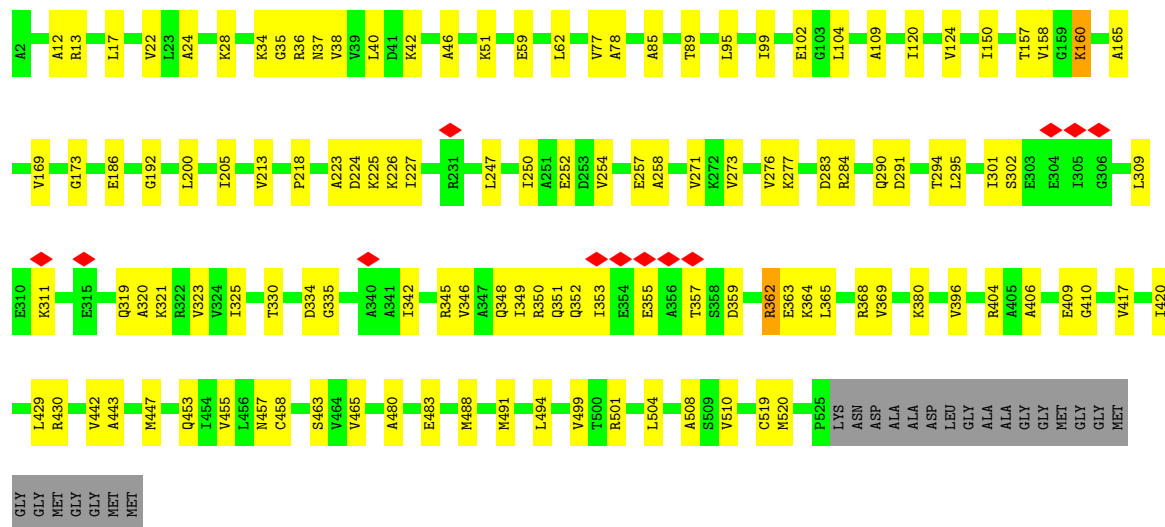 A2 A12 R13 L17 V22 L23 A24 K28 K34 G35 R36 N37 V38 V39 L40 D41 K42 A46 K51 E59 L62 V77 A78 A85 T89 L95 I99 E102 G103 L104 A109 I120 V124 I150 T157 V158 G159 K160 A165
V169 G173 E186 G192 L200 I205 V213 P218 A223 D224 K225 K226 I227 R231 L247 I250 A251 E252 D253 V254 E257 A258 V271 K272 V273 V276 K277 D283 R284 Q290 D291 T294 L295 I301 S302 E303 E304 I305 G306 L309
E310 K311 E315 Q319 A320 K321 R322 V323 V324 I325 T330 D334 G335 A340 A341 I342 R345 V346 A347 Q348 I349 R350 Q351 Q352 I353 E354 E355 A356 T357 S358 D359 R362 E363 K364 L365 R368 V369 K380 V396 R404 A405 A406 E409 G410 V417 I420
L429 R430 V442 A443 M447 Q453 I454 V455 L456 N457 C458 S463 V464 V465 A480 E483 M488 M491 L494 V499 T500 R501 L504 A508 S509 V510 C519 M520 P525 LYS ASN ASP ALA ALA ASP LEU GLY ALA ALA GLY GLY MET GLY GLY MET
GLY GLY MET GLY GLY MET MET